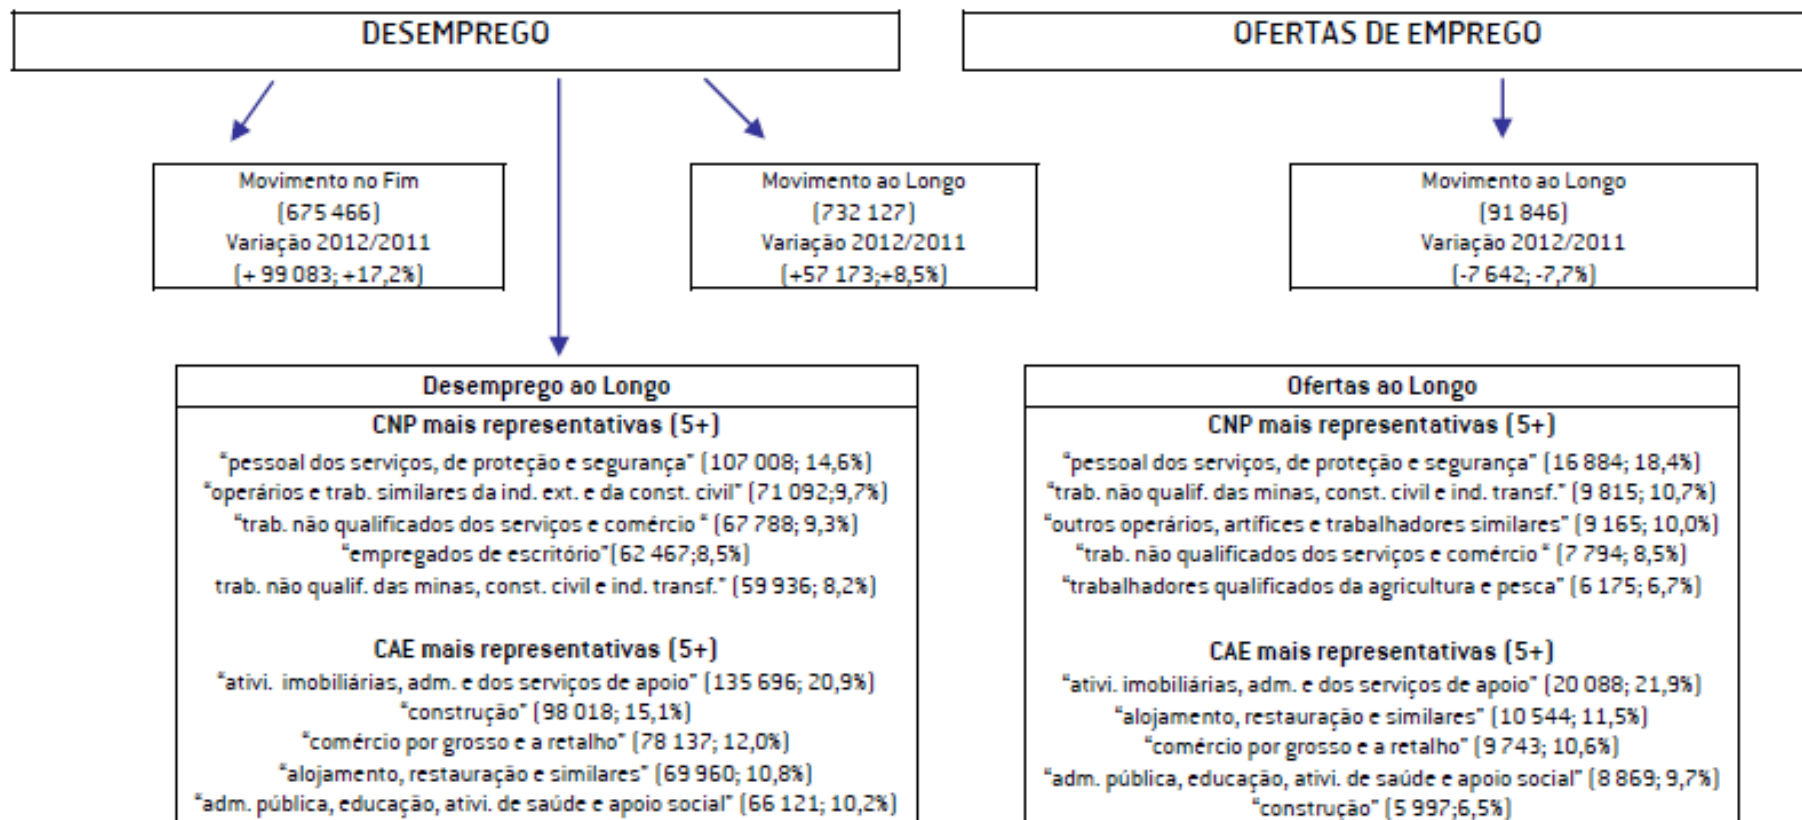 DESEMPREGO
OFERTAS DE EMPREGO
Movimento no Fim
(675 466)
Variação 2012/2011
(+ 99 083; +17,2%)
Movimento ao Longo
(732 127)
Variação 2012/2011
(+57 173;+8,5%)
Movimento ao Longo
(91 846)
Variação 2012/2011
(-7 642; -7,7%)
Desemprego ao Longo
CNP mais representativas (5+)
"pessoal dos serviços, de proteção e segurança" (107 008; 14,6%)
"operários e trab. similares da ind. ext. e da const. civil" (71 092;9,7%)
"trab. não qualificados dos serviços e comércio " (67 788; 9,3%)
"empregados de escritório"(62 467;8,5%)
trab. não qualif. das minas, const. civil e ind. transf." (59 936; 8,2%)
CAE mais representativas (5+)
"ativi. imobiliárias, adm. e dos serviços de apoio" (135 696; 20,9%)
"construção" (98 018; 15,1%)
"comércio por grosso e a retalho" (78 137; 12,0%)
"alojamento, restauração e similares" (69 960; 10,8%)
"adm. pública, educação, ativi. de saúde e apoio social" (66 121; 10,2%)
Ofertas ao Longo
CNP mais representativas (5+)
"pessoal dos serviços, de proteção e segurança" (16 884; 18,4%)
"trab. não qualif. das minas, const. civil e ind. transf." (9 815; 10,7%)
"outros operários, artífices e trabalhadores similares" (9 165; 10,0%)
"trab. não qualificados dos serviços e comércio " (7 794; 8,5%)
"trabalhadores qualificados da agricultura e pesca" (6 175; 6,7%)
CAE mais representativas (5+)
"ativi. imobiliárias, adm. e dos serviços de apoio" (20 088; 21,9%)
"alojamento, restauração e similares" (10 544; 11,5%)
"comércio por grosso e a retalho" (9 743; 10,6%)
"adm. pública, educação, ativi. de saúde e apoio social" (8 869; 9,7%)
"construção" (5 997;6,5%)